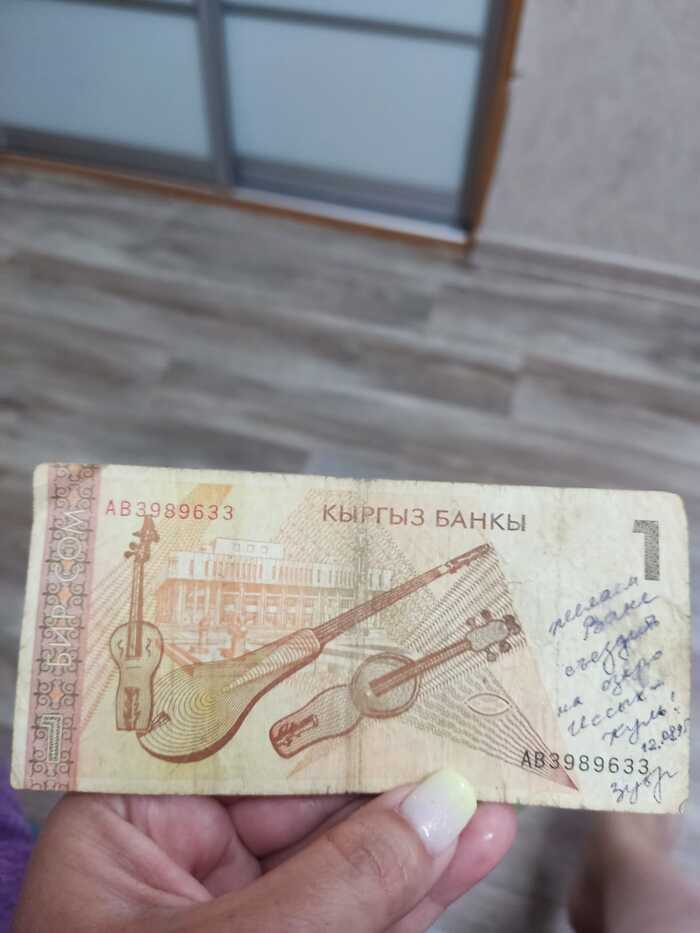 БИР СОМ
1
АВ3989633
КЫРГЫЗ БАНКЫ
1
желаем
Ване
съездить
на озеро
Иссык-
куль!
12.08.
АВ3989633